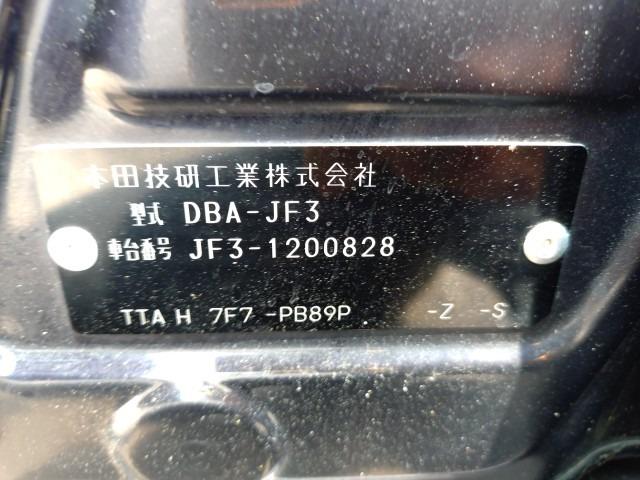 本田技研工業株式会社
型式 DBA-JF3
車台番号 JF3-1200828
TTA H 7F7 -PB89P -Z -S